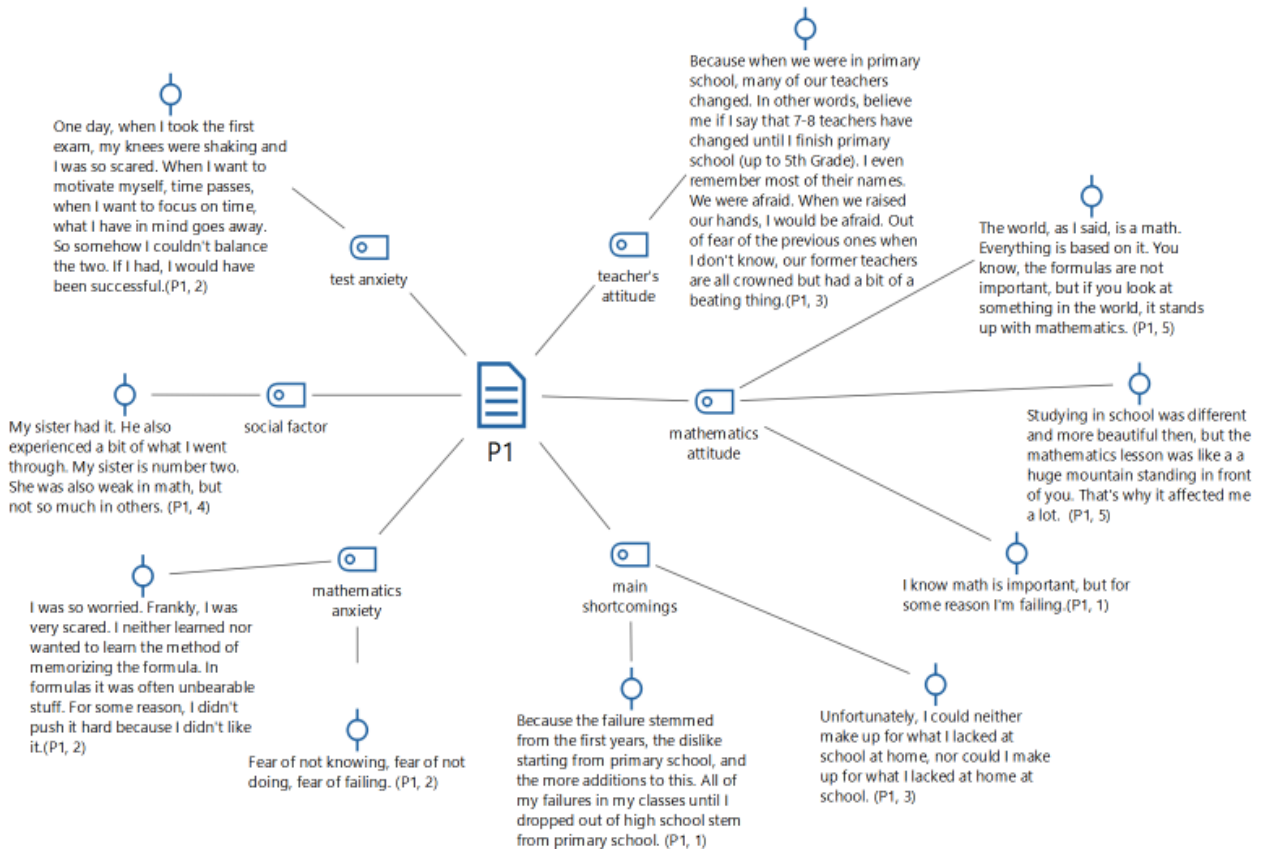 Because when we were in primary
school, many of our teachers
changed. In other words, believe
me if I say that 7-8 teachers have
changed until I finish primary
school (up to 5th Grade). I even
remember most of their names.
We were afraid. When we raised
our hands, I would be afraid. Out
of fear of the previous ones when
I don't know, our former teachers
are all crowned but had a bit of a
beating thing.(P1, 3)
One day, when I took the first
exam, my knees were shaking and
I was so scared. When I want to
motivate myself, time passes,
when I want to focus on time,
what I have in mind goes away.
So somehow I couldn't balance
the two. If I had, I would have
been successful.(P1, 2)
test anxiety
teacher's
attitude
The world, as I said, is a math.
Everything is based on it. You
know, the formulas are not
important, but if you look at
something in the world, it stands
up with mathematics. (P1, 5)
P1
social factor
My sister had it. He also
experienced a bit of what I went
through. My sister is number two.
She was also weak in math, but
not so much in others. (P1, 4)
mathematics
attitude
Studying in school was different
and more beautiful then, but the
mathematics lesson was like a a
huge mountain standing in front
of you. That's why it affected me
a lot. (P1, 5)
I know math is important, but for
some reason I'm failing.(P1, 1)
mathematics
anxiety
I was so worried. Frankly, I was
very scared. I neither learned nor
wanted to learn the method of
memorizing the formula. In
formulas it was often unbearable
stuff. For some reason, I didn't
push it hard because I didn't like
it.(P1, 2)
Fear of not knowing, fear of not
doing, fear of failing. (P1, 2)
main
shortcomings
Because the failure stemmed
from the first years, the dislike
starting from primary school, and
the more additions to this. All of
my failures in my classes until I
dropped out of high school stem
from primary school. (P1, 1)
Unfortunately, I could neither
make up for what I lacked at
school at home, nor could I make
up for what I lacked at home at
school. (P1, 3)